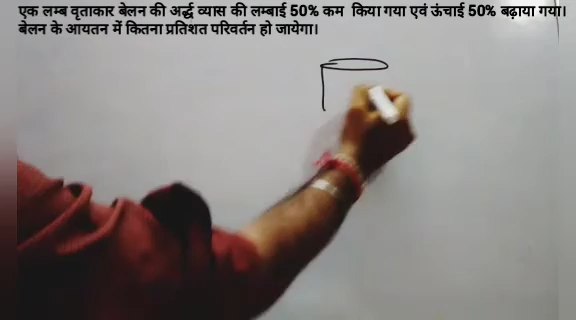 एक लम्ब वृताकार बेलन की अर्द्ध व्यास की लम्बाई 50% कम किया गया एवं ऊंचाई 50% बढ़ाया गया।
बेलन के आयतन में कितना प्रतिशत परिवर्तन हो जायेगा।